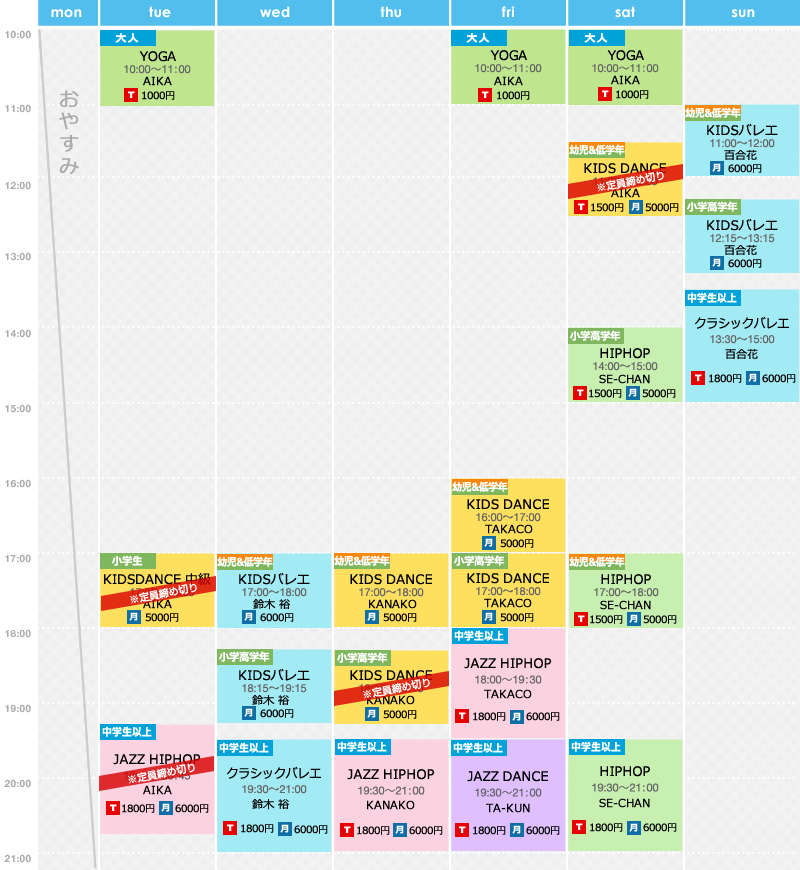 mon tue wed thu fri sat sun
10:00
11:00
12:00
13:00
14:00
15:00
16:00
17:00
18:00
19:00
20:00
21:00
おやすみ
大人
YOGA
10:00〜11:00
AIKA
T 1000円
小学生
KIDSDANCE 中級
※定員締め切り
AIKA
月 5000円
中学生以上
JAZZ HIPHOP
※定員締め切り
AIKA
T 1800円 月 6000円
幼児&低学年
KIDSバレエ
17:00〜18:00
鈴木 裕
月 6000円
小学高学年
KIDSバレエ
18:15〜19:15
鈴木 裕
月 6000円
中学生以上
クラシックバレエ
19:30〜21:00
鈴木 裕
T 1800円 月 6000円
幼児&低学年
KIDS DANCE
17:00〜18:00
KANAKO
月 5000円
小学高学年
KIDS DANCE
※定員締め切り
KANAKO
月 5000円
中学生以上
JAZZ HIPHOP
19:30〜21:00
KANAKO
T 1800円 月 6000円
大人
YOGA
10:00〜11:00
AIKA
T 1000円
幼児&低学年
KIDS DANCE
16:00〜17:00
TAKACO
月 5000円
小学高学年
KIDS DANCE
17:00〜18:00
TAKACO
月 5000円
中学生以上
JAZZ HIPHOP
18:00〜19:30
TAKACO
T 1800円 月 6000円
中学生以上
JAZZ DANCE
19:30〜21:00
TA-KUN
T 1800円 月 6000円
大人
YOGA
10:00〜11:00
AIKA
T 1000円
幼児&低学年
KIDS DANCE
※定員締め切り
AIKA
T 1500円 月 5000円
小学高学年
HIPHOP
14:00〜15:00
SE-CHAN
T 1500円 月 5000円
幼児&低学年
HIPHOP
17:00〜18:00
SE-CHAN
T 1500円 月 5000円
中学生以上
HIPHOP
19:30〜21:00
SE-CHAN
T 1800円 月 6000円
幼児&低学年
KIDSバレエ
11:00〜12:00
百合花
月 6000円
小学高学年
KIDSバレエ
12:15〜13:15
百合花
月 6000円
中学生以上
クラシックバレエ
13:30〜15:00
百合花
T 1800円 月 6000円